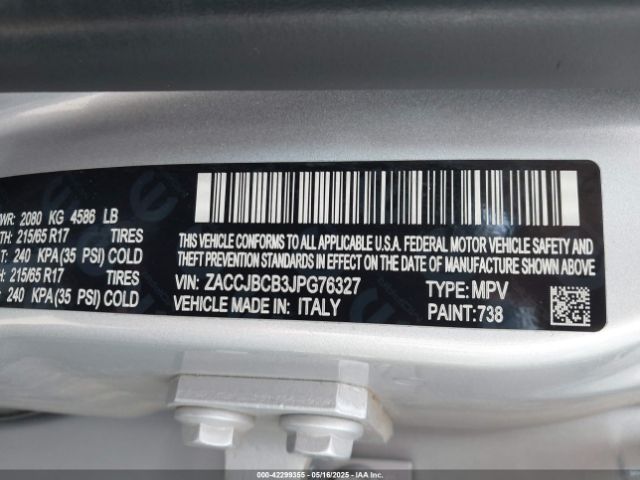 WR: 2080 KG 4586 LB
TH: 215/65 R17 TIRES
T: 240 KPA(35 PSI) COLD
: 215/65 R17 TIRES
: 240 KPA(35 PSI) COLD
THIS VEHICLE CONFORMS TO ALL APPLICABLE U.S.A. FEDERAL MOTOR VEHICLE SAFETY AND
THEFT PREVENTION STANDARDS IN EFFECT ON THE DATE OF MANUFACTURE SHOWN ABOVE.
VIN: ZACCJBCB3JPG76327 TYPE: MPV
VEHICLE MADE IN: ITALY PAINT: 738
000-42299355 05/16/2025 - IAA Holdings, LLC